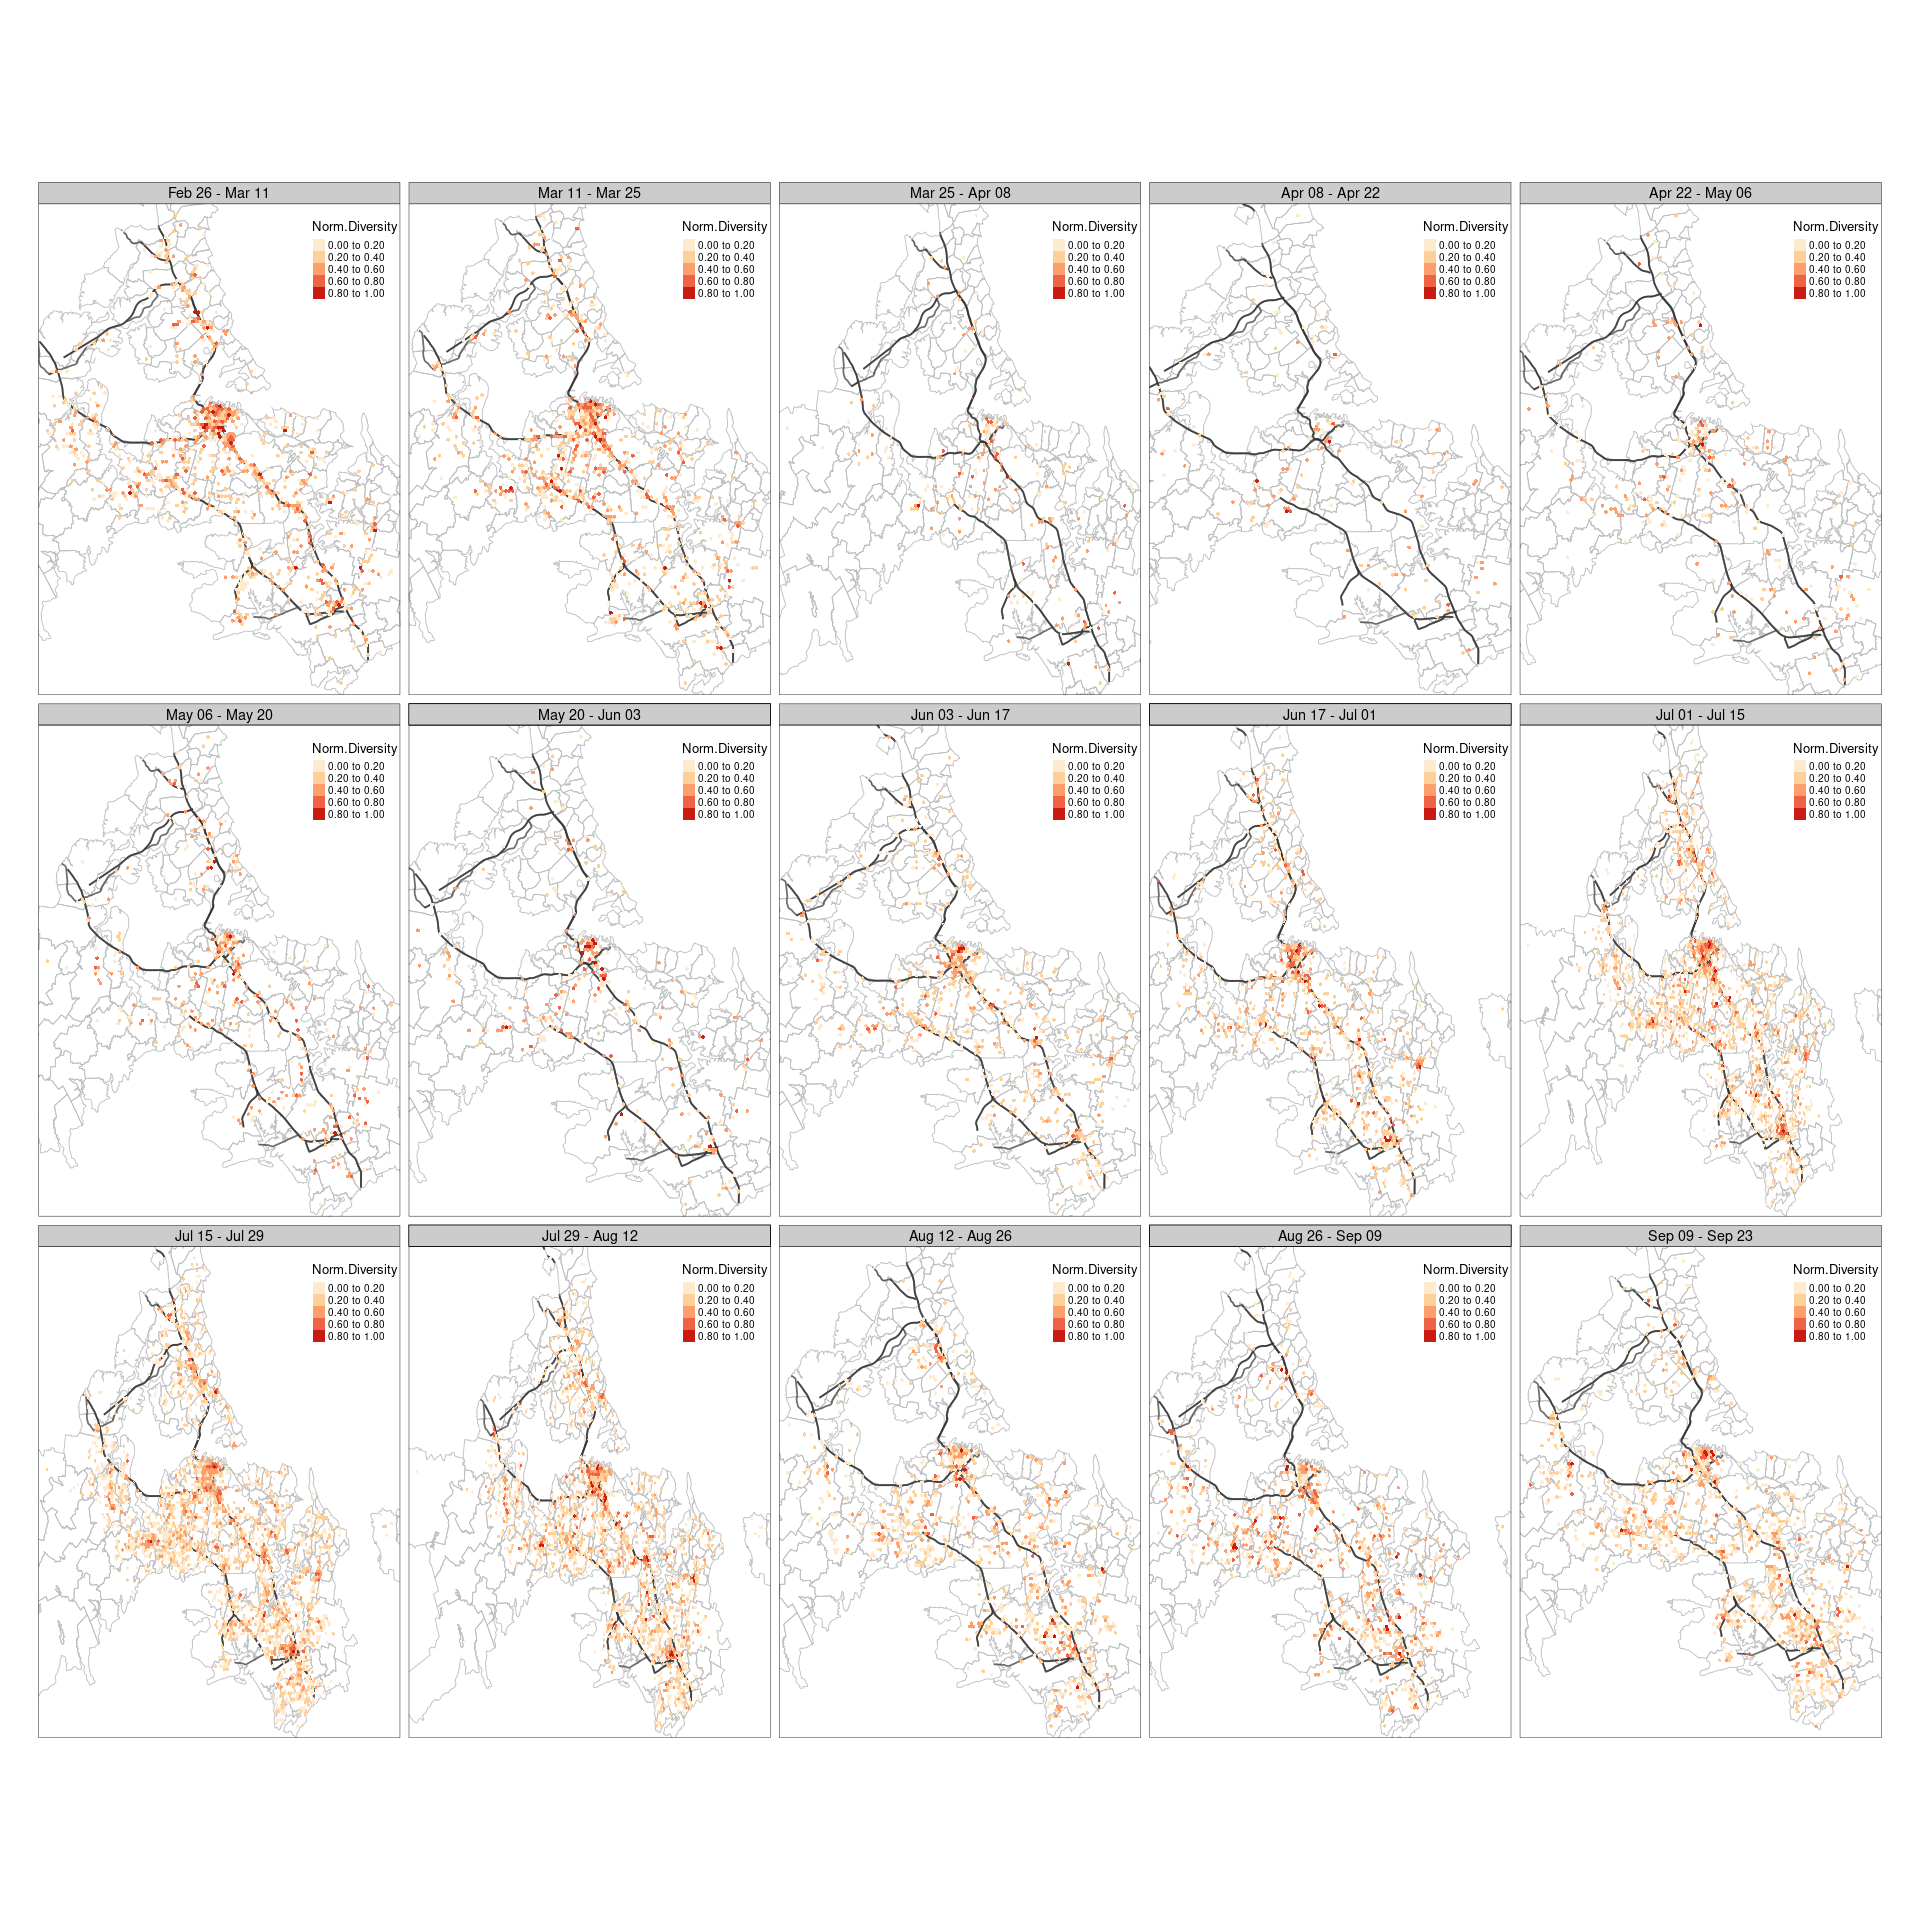 Feb 26 - Mar 11
Norm.Diversity
0.00 to 0.20
0.20 to 0.40
0.40 to 0.60
0.60 to 0.80
0.80 to 1.00
Mar 11 - Mar 25
Norm.Diversity
0.00 to 0.20
0.20 to 0.40
0.40 to 0.60
0.60 to 0.80
0.80 to 1.00
Mar 25 - Apr 08
Norm.Diversity
0.00 to 0.20
0.20 to 0.40
0.40 to 0.60
0.60 to 0.80
0.80 to 1.00
Apr 08 - Apr 22
Norm.Diversity
0.00 to 0.20
0.20 to 0.40
0.40 to 0.60
0.60 to 0.80
0.80 to 1.00
Apr 22 - May 06
Norm.Diversity
0.00 to 0.20
0.20 to 0.40
0.40 to 0.60
0.60 to 0.80
0.80 to 1.00
May 06 - May 20
Norm.Diversity
0.00 to 0.20
0.20 to 0.40
0.40 to 0.60
0.60 to 0.80
0.80 to 1.00
May 20 - Jun 03
Norm.Diversity
0.00 to 0.20
0.20 to 0.40
0.40 to 0.60
0.60 to 0.80
0.80 to 1.00
Jun 03 - Jun 17
Norm.Diversity
0.00 to 0.20
0.20 to 0.40
0.40 to 0.60
0.60 to 0.80
0.80 to 1.00
Jun 17 - Jul 01
Norm.Diversity
0.00 to 0.20
0.20 to 0.40
0.40 to 0.60
0.60 to 0.80
0.80 to 1.00
Jul 01 - Jul 15
Norm.Diversity
0.00 to 0.20
0.20 to 0.40
0.40 to 0.60
0.60 to 0.80
0.80 to 1.00
Jul 15 - Jul 29
Norm.Diversity
0.00 to 0.20
0.20 to 0.40
0.40 to 0.60
0.60 to 0.80
0.80 to 1.00
Jul 29 - Aug 12
Norm.Diversity
0.00 to 0.20
0.20 to 0.40
0.40 to 0.60
0.60 to 0.80
0.80 to 1.00
Aug 12 - Aug 26
Norm.Diversity
0.00 to 0.20
0.20 to 0.40
0.40 to 0.60
0.60 to 0.80
0.80 to 1.00
Aug 26 - Sep 09
Norm.Diversity
0.00 to 0.20
0.20 to 0.40
0.40 to 0.60
0.60 to 0.80
0.80 to 1.00
Sep 09 - Sep 23
Norm.Diversity
0.00 to 0.20
0.20 to 0.40
0.40 to 0.60
0.60 to 0.80
0.80 to 1.00